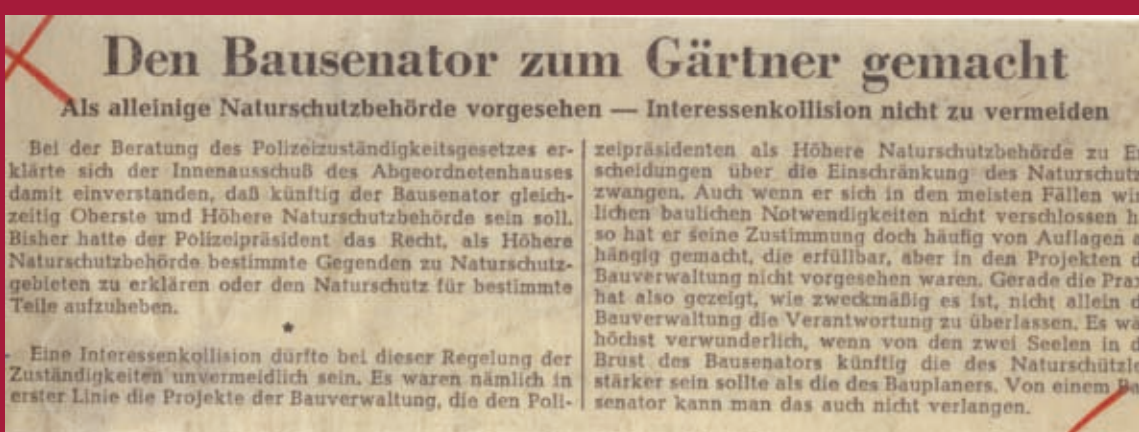 Den Bausenator zum Gärtner gemacht
Als alleinige Naturschutzbehörde vorgesehen — Interessenkollision nicht zu vermeiden
Bei der Beratung des Polizeizuständigkeitsgesetzes er-
klärte sich der Innenausschuß des Abgeordnetenhauses
damit einverstanden, daß künftig der Bausenator gleich-
zeitig Oberste und Höhere Naturschutzbehörde sein soll.
Bisher hatte der Polizeipräsident das Recht, als Höhere
Naturschutzbehörde bestimmte Gegenden zu Naturschutz-
gebieten zu erklären oder den Naturschutz für bestimmte
Teile aufzuheben.
*
Eine Interessenkollision dürfte bei dieser Regelung der
Zuständigkeiten unvermeidlich sein. Es waren nämlich in
erster Linie die Projekte der Bauverwaltung, die den Poli-
zeipräsidenten als Höhere Naturschutzbehörde zu
scheidungen über die Einschränkung des Naturschutz
zwangen. Auch wenn er sich in den meisten Fällen
lichen baulichen Notwendigkeiten nicht verschlossen
so hat er seine Zustimmung doch häufig von Auflagen
hängig gemacht, die erfüllbar, aber in den Projekten
Bauverwaltung nicht vorgesehen waren. Gerade die
hat also gezeigt, wie zweckmäßig es ist, nicht allein
Bauverwaltung die Verantwortung zu überlassen. Es
höchst verwunderlich, wenn von den zwei Seelen in
Brust des Bausenators künftig die des
stärker sein sollte als die des Bauplaners. Von einem
senator kann man das auch nicht verlangen.